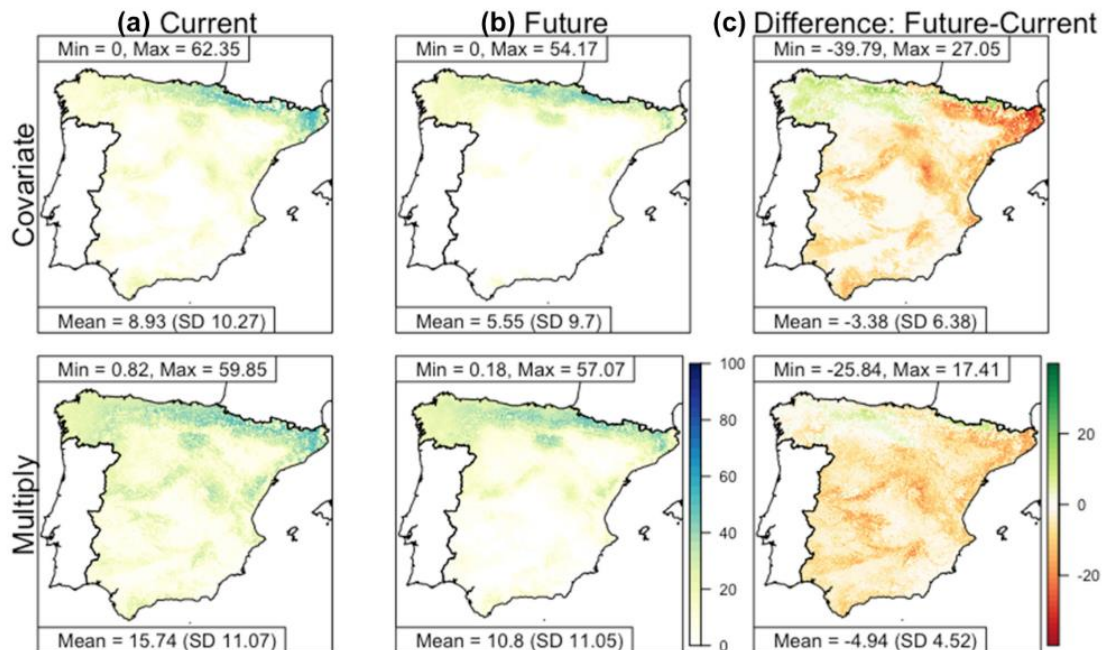 (a) Current
(b) Future
(c) Difference: Future-Current
Min = 0, Max = 62.35
Min = 0, Max = 54.17
Min = -39.79, Max = 27.05
Covariate
Mean = 8.93 (SD 10.27)
Mean = 5.55 (SD 9.7)
Mean = -3.38 (SD 6.38)
Min = 0.82, Max = 59.85
Min = 0.18, Max = 57.07
Min = -25.84, Max = 17.41
Multiply
100
80
60
40
20
0
20
0
-20
Mean = 15.74 (SD 11.07)
Mean = 10.8 (SD 11.05)
Mean = -4.94 (SD 4.52)